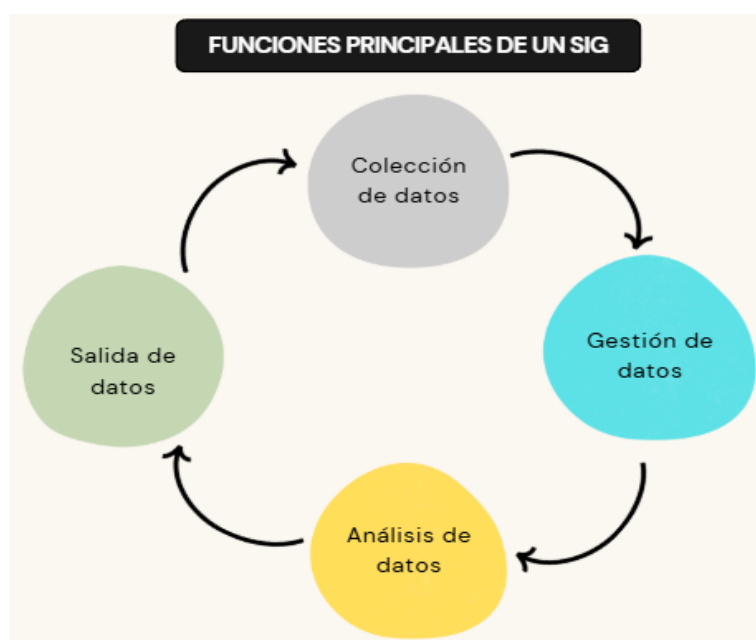 FUNCIONES PRINCIPALES DE UN SIG
Colección
de datos
Gestión de
datos
Análisis de
datos
Salida de
datos